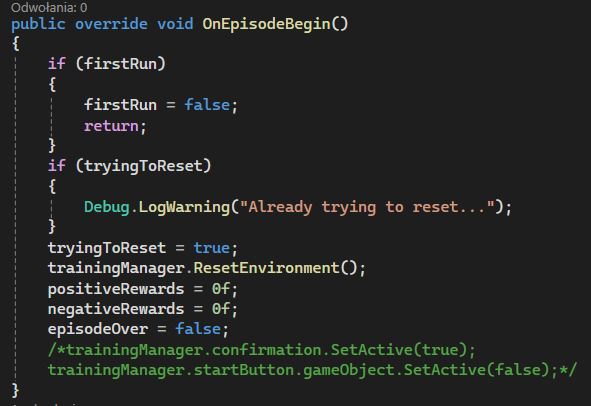 Odwołania: 0
public override void OnEpisodeBegin()
{
if (firstRun)
{
firstRun = false;
return;
}
if (tryingToReset)
{
Debug.LogWarning("Already trying to reset...");
}
tryingToReset = true;
trainingManager.ResetEnvironment();
positiveRewards = 0f;
negativeRewards = 0f;
episodeOver = false;
/*trainingManager.confirmation.SetActive(true);
trainingManager.startButton.gameObject.SetActive(false);*/
}